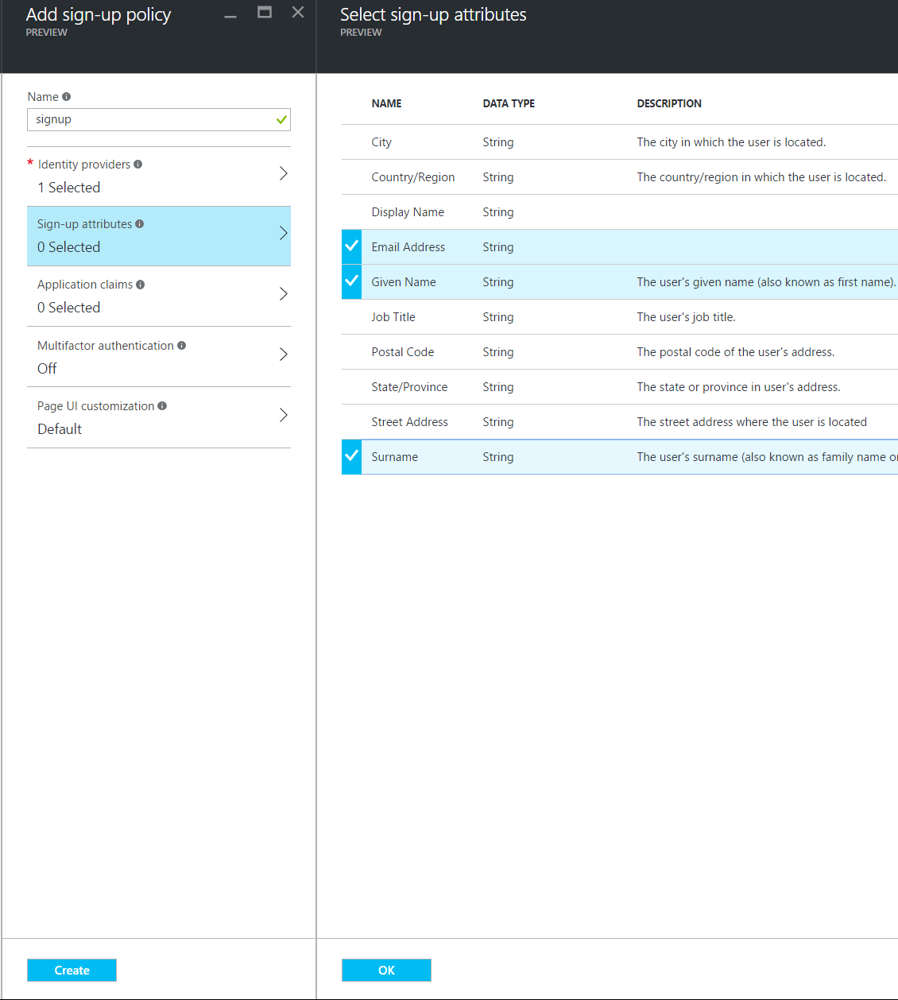 Add sign-up policy
PREVIEW
Name
signup
* Identity providers
1 Selected
Sign-up attributes
0 Selected
Application claims
0 Selected
Multifactor authentication
Off
Page UI customization
Default
Create
Select sign-up attributes
PREVIEW
NAME DATA TYPE DESCRIPTION
City String The city in which the user is located.
Country/Region String The country/region in which the user is located.
Display Name String
Email Address String
Given Name String The user's given name (also known as first name).
Job Title String The user's job title.
Postal Code String The postal code of the user's address.
State/Province String The state or province in user's address.
Street Address String The street address where the user is located
Surname String The user's surname (also known as family name or
OK